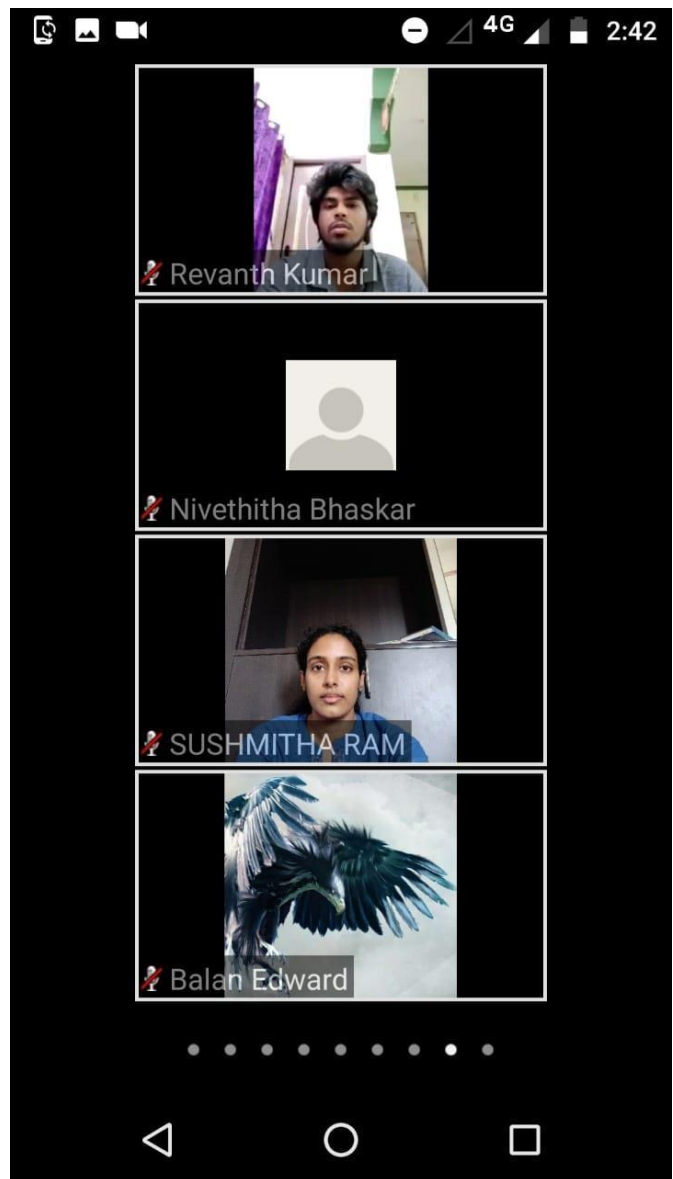 4G 2:42
Revanth Kumar
Nivethitha Bhaskar
SUSHMITHA RAM
Balan Edward